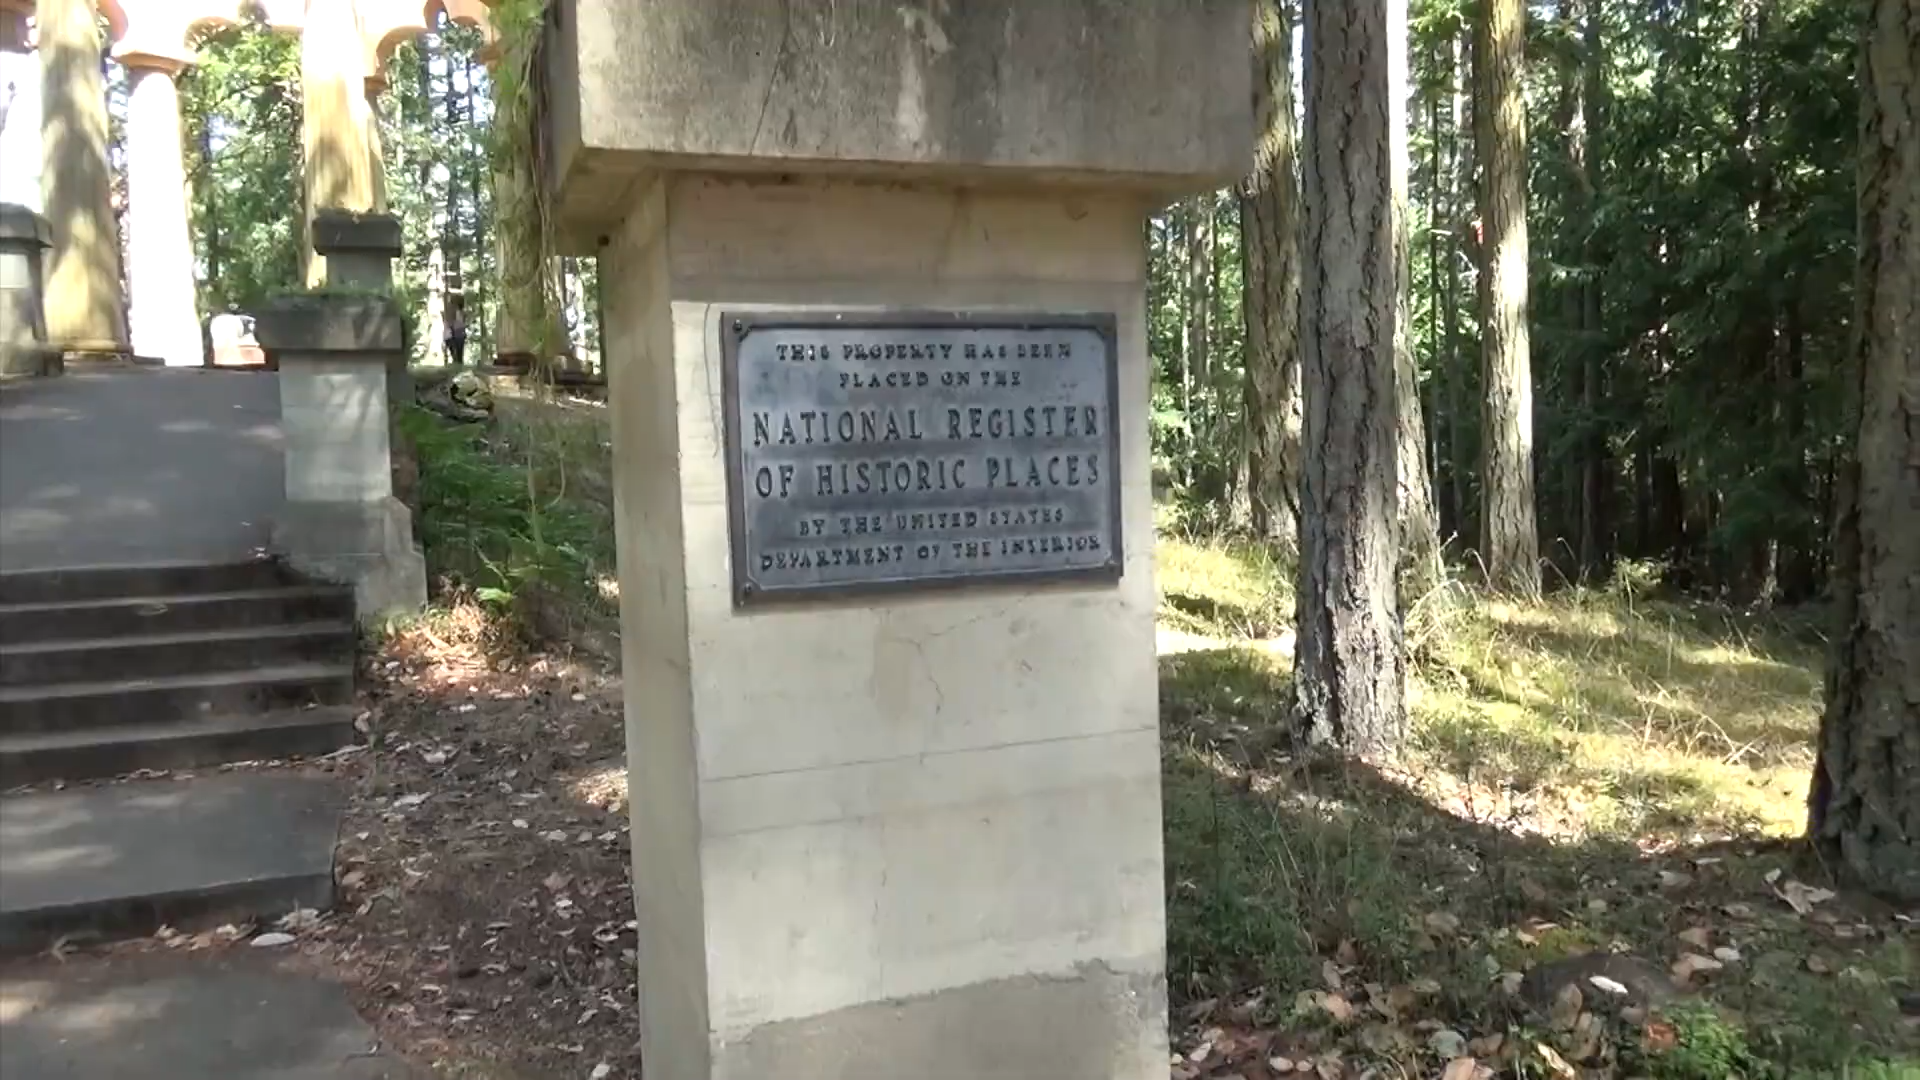 THIS PROPERTY HAS BEEN
PLACED ON THE
NATIONAL REGISTER
OF HISTORIC PLACES
BY THE UNITED STATES
DEPARTMENT OF THE INTERIOR